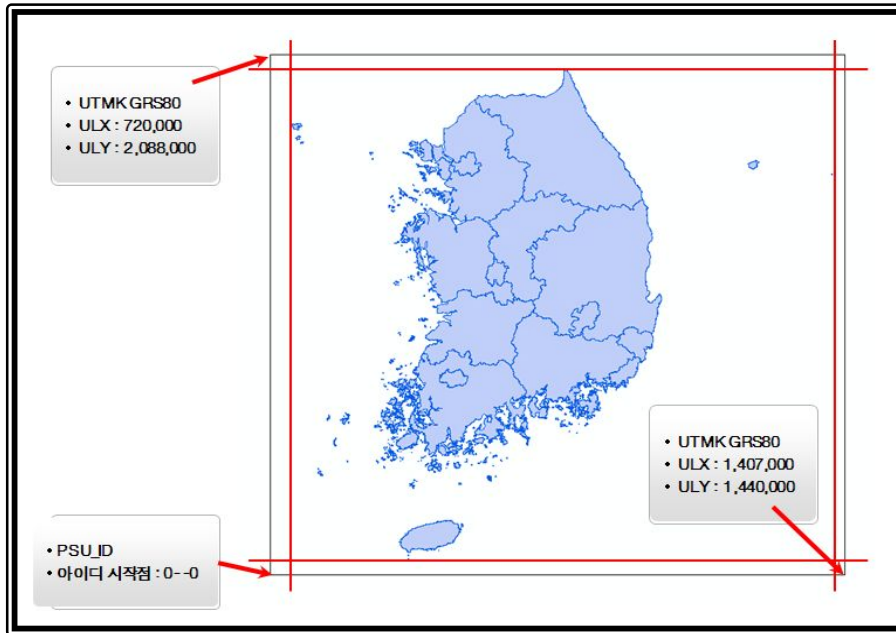 • UTMK GRS80
• ULX : 720,000
• ULY : 2,088,000
• UTMK GRS80
• ULX : 1,407,000
• ULY : 1,440,000
• PSU_ID
• 아이디 시작점 : 0--0